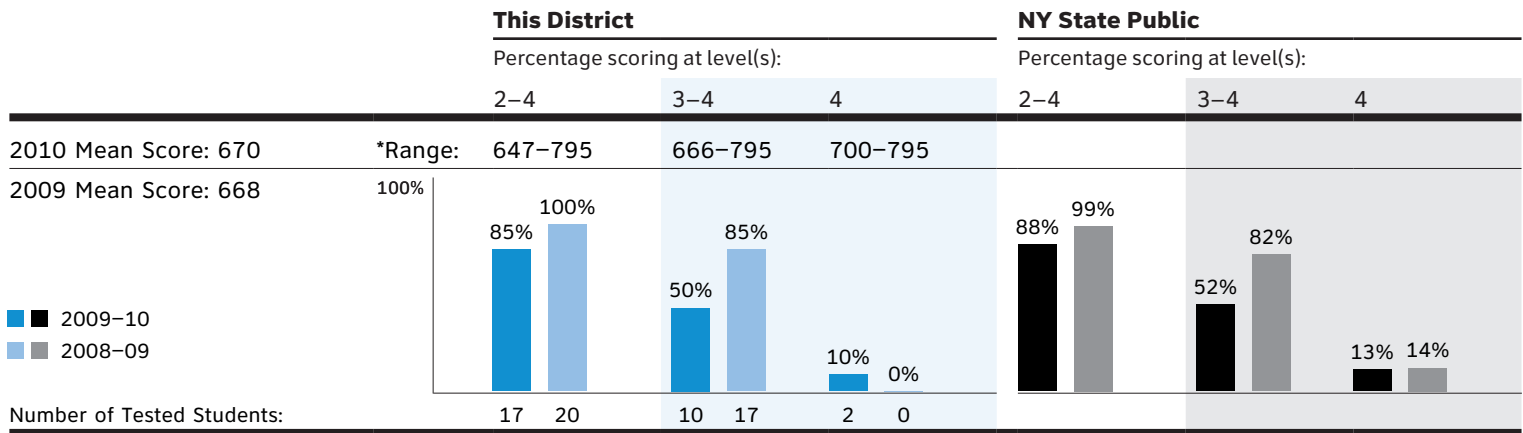 This District NY State Public
Percentage scoring at level(s): Percentage scoring at level(s):
2–4 3–4 4 2–4 3–4 4
2010 Mean Score: 670 *Range: 647–795 666–795 700–795
2009 Mean Score: 668 100%
85% 100% 50% 85% 10% 0% 88% 99% 52% 82% 13% 14%
2009–10
2008–09
Number of Tested Students: 17 20 10 17 2 0